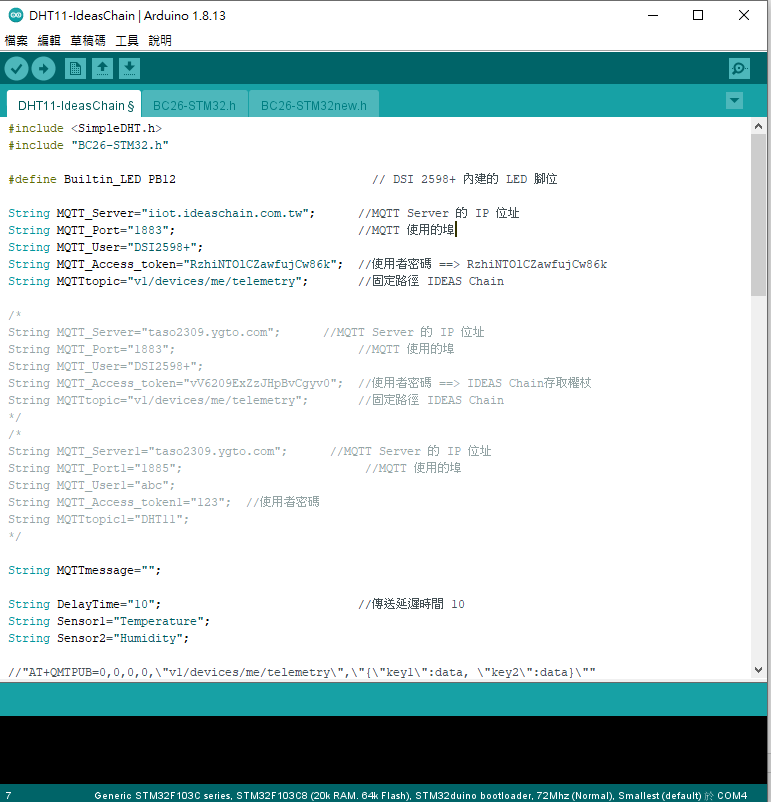 DHT11-IdeasChain | Arduino 1.8.13
檔案 編輯 草稿碼 工具 說明
DHT11-IdeasChain § BC26-STM32.h BC26-STM32new.h
#include <SimpleDHT.h>
#include "BC26-STM32.h"
#define Builtin_LED PB12 // DSI 2598+ 內建的 LED 腳位
String MQTT_Server="iiot.ideaschain.com.tw"; //MQTT Server 的 IP 位址
String MQTT_Port="1883"; //MQTT 使用的埠
String MQTT_User="DSI2598+";
String MQTT_Access_token="RzhiNTOlCZawfujCw86k"; //使用者密碼 ==> RzhiNTOlCZawfujCw86k
String MQTTtopic="v1/devices/me/telemetry"; //固定路徑 IDEAS Chain
/*
String MQTT_Server="taso2309.ygto.com"; //MQTT Server 的 IP 位址
String MQTT_Port="1883"; //MQTT 使用的埠
String MQTT_User="DSI2598+";
String MQTT_Access_token="vV6209ExZzJHpBvCgyv0"; //使用者密碼 ==> IDEAS Chain存取權杖
String MQTTtopic="v1/devices/me/telemetry"; //固定路徑 IDEAS Chain
*/
/*
String MQTT_Server1="taso2309.ygto.com"; //MQTT Server 的 IP 位址
String MQTT_Port1="1885"; //MQTT 使用的埠
String MQTT_User1="abc";
String MQTT_Access_token1="123"; //使用者密碼
String MQTTtopic1="DHT11";
*/
String MQTTmessage="";
String DelayTime="10"; //傳送延遲時間 10
String Sensor1="Temperature";
String Sensor2="Humidity";
//"AT+QMTPUB=0,0,0,0,\"v1/devices/me/telemetry\",\"{\"key1\":data, \"key2\":data}\""
7 Generic STM32F103C series, STM32F103C8 (20k RAM. 64k Flash), STM32duino bootloader, 72Mhz (Normal), Smallest (default) 於 COM4